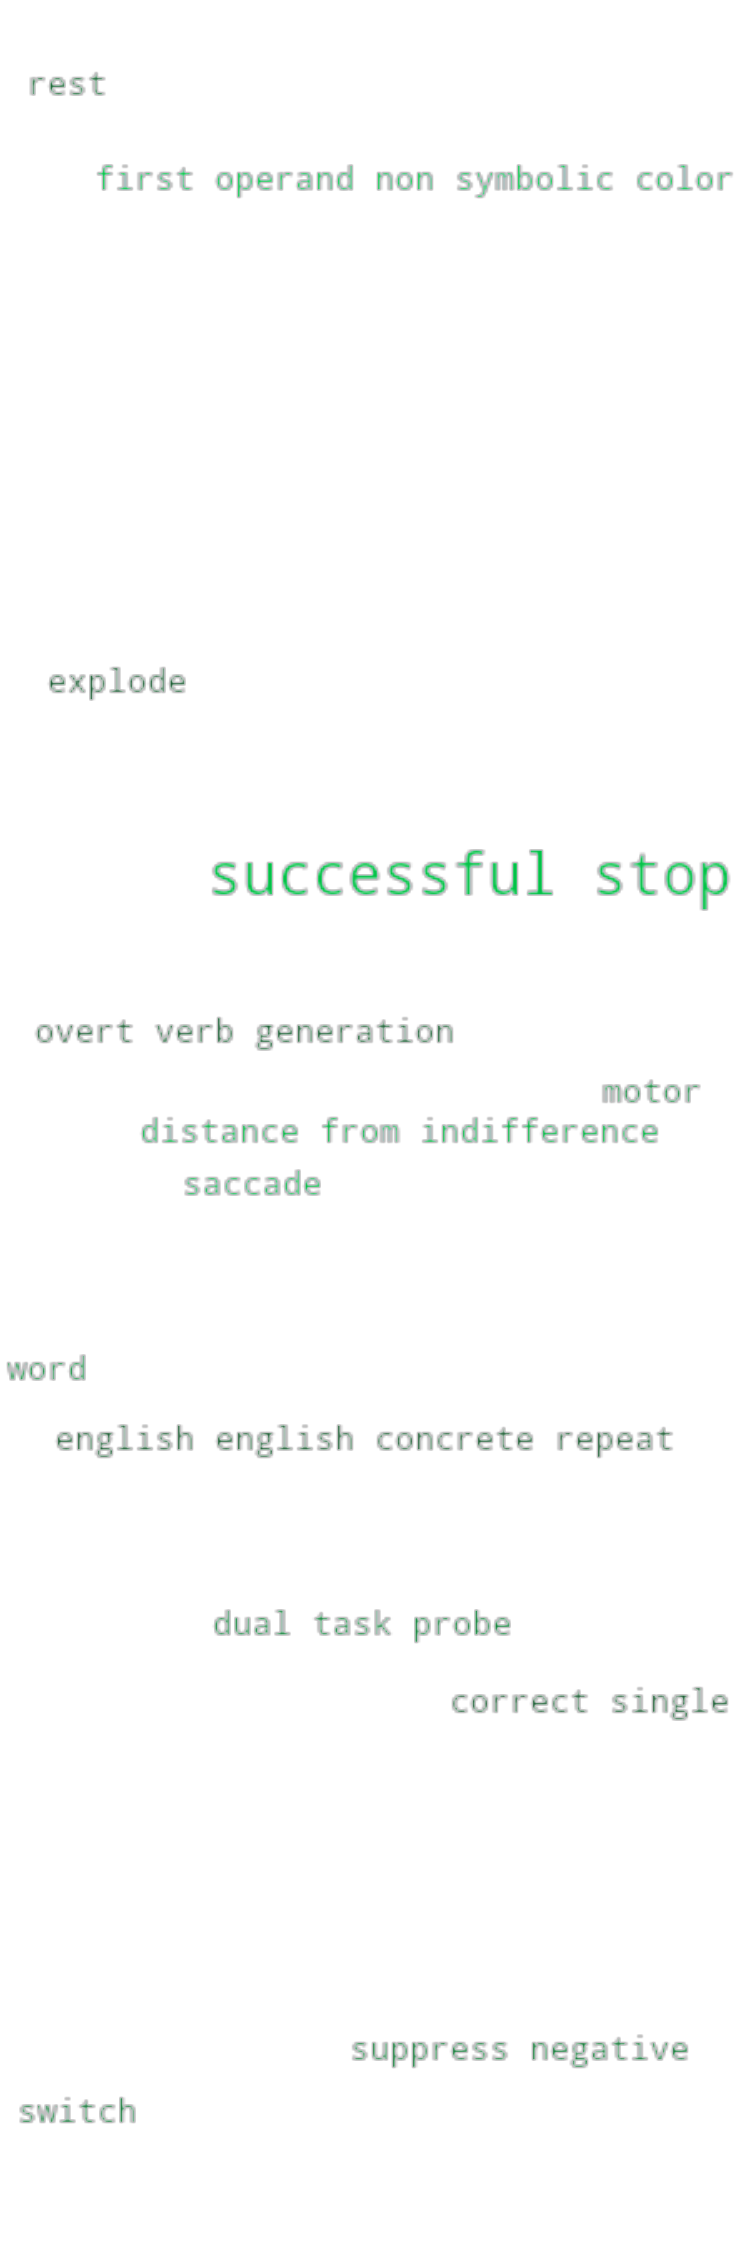 rest
first operand non symbolic color
explode
successful stop
overt verb generation
motor
distance from indifference
saccade
word
english english concrete repeat
dual task probe
correct single
suppress negative
switch